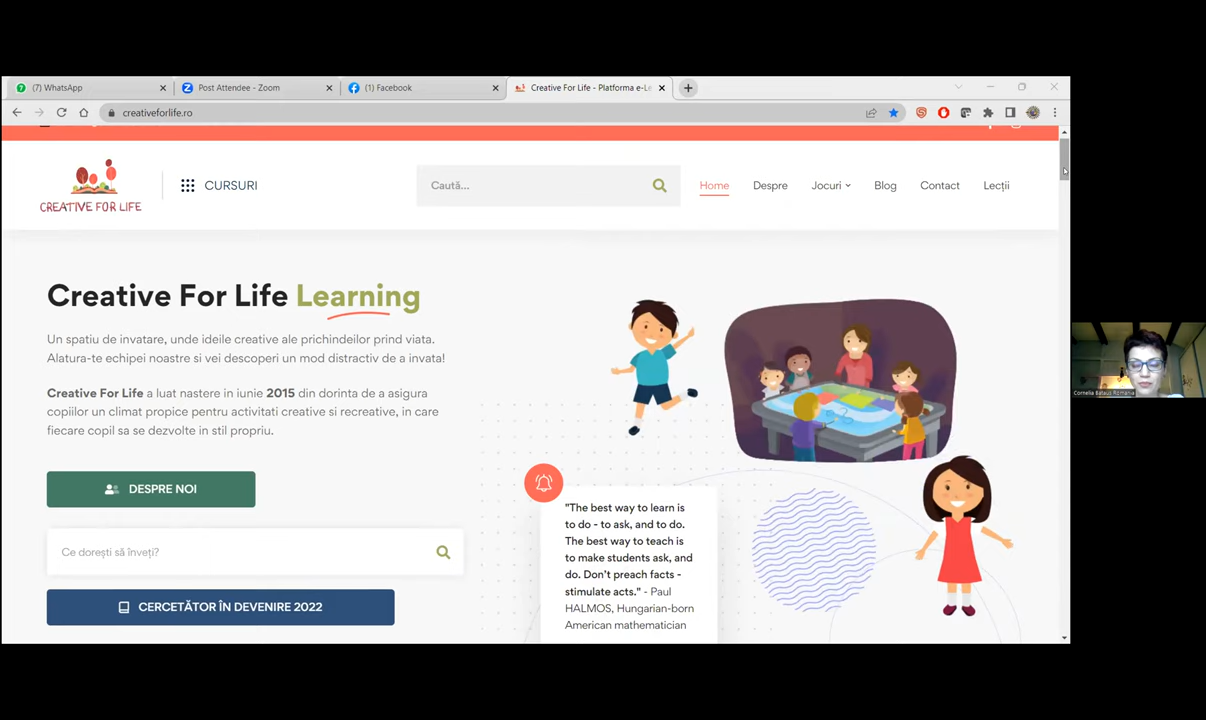 (7) WhatsApp
Post Attendee - Zoom
(1) Facebook
Creative For Life - Platforma e-Le
creativeforlife.ro
CREATIVE FOR LIFE
CURSURI
Caută...
Home
Despre
Jocuri
Blog
Contact
Lecții
Creative For Life Learning
Un spatiu de invatare, unde ideile creative ale prichindeilor prind viata.
Alatura-te echipei noastre si vei descoperi un mod distractiv de a invata!
Creative For Life a luat nastere in iunie 2015 din dorinta de a asigura
copiilor un climat propice pentru activitati creative si recreative, in care
fiecare copil sa se dezvolte in stil propriu.
DESPRE NOI
Ce dorești să înveți?
CERCETĂTOR ÎN DEVENIRE 2022
"The best way to learn is
to do - to ask, and to do.
The best way to teach is
to make students ask, and
do. Don't preach facts -
stimulate acts." - Paul
HALMOS, Hungarian-born
American mathematician
Cornelia Bataus Romania